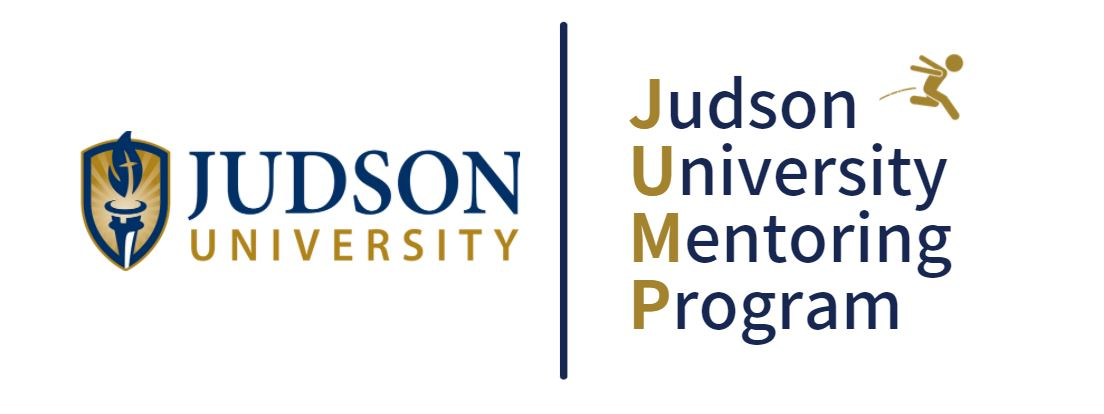 JUDSON
UNIVERSITY
Judson
University
Mentoring
Program